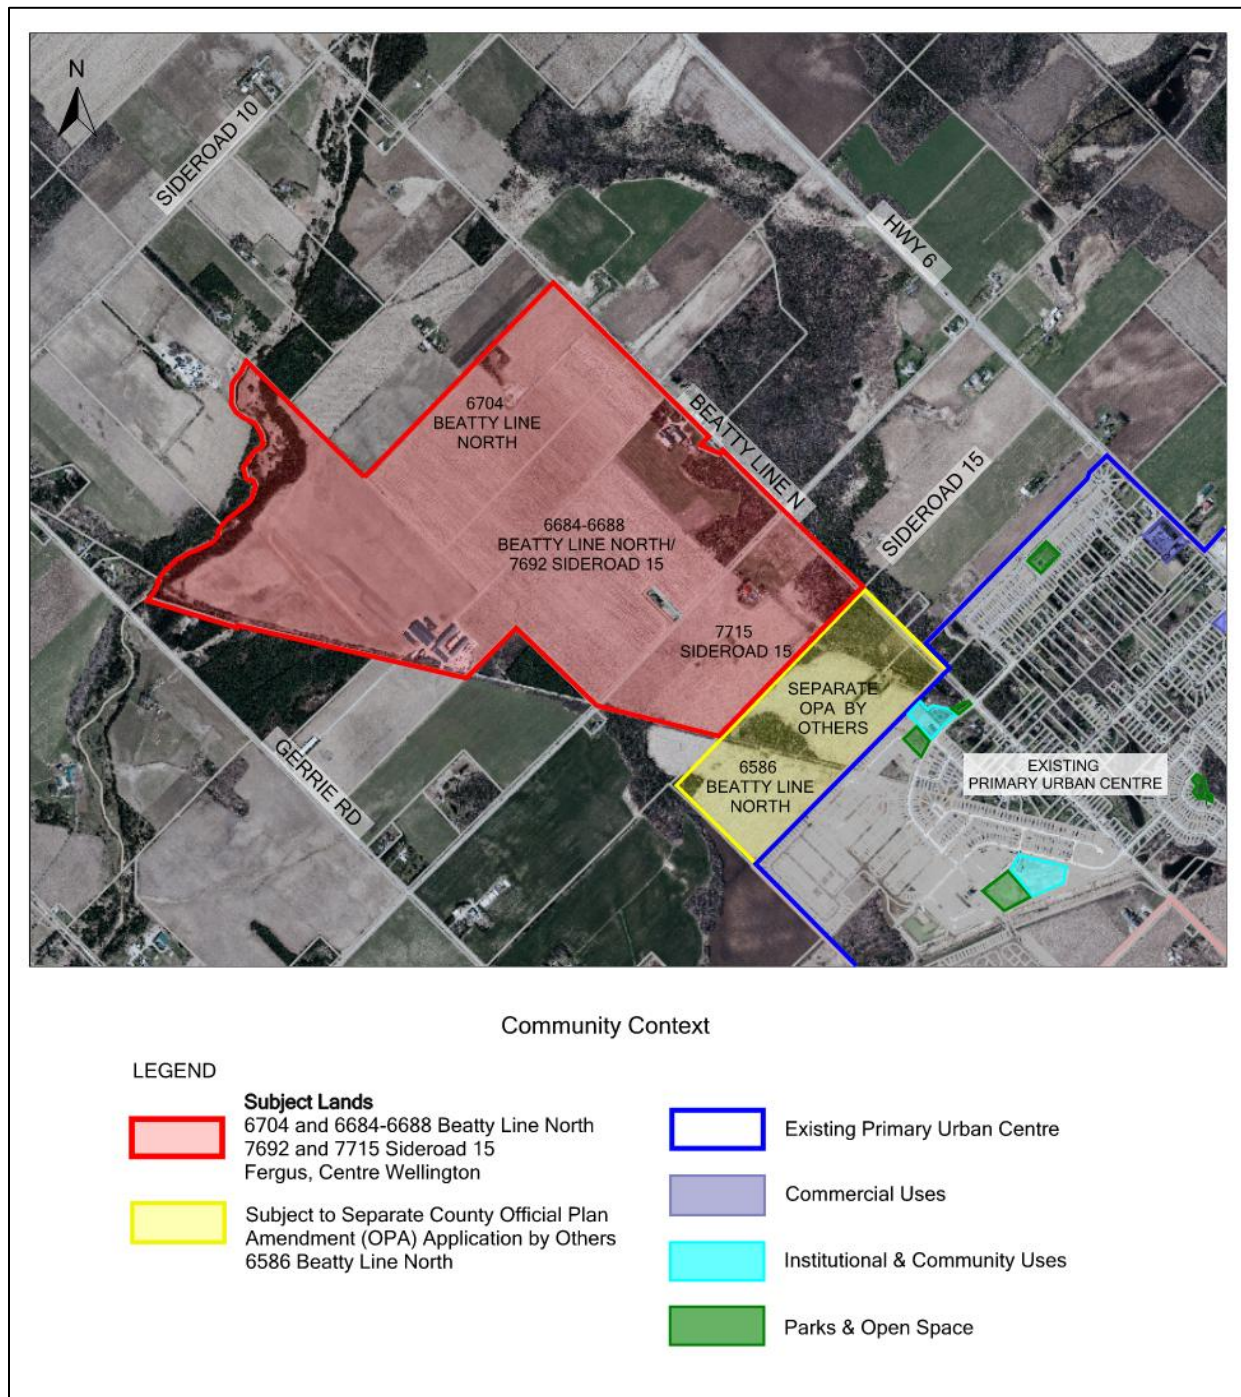 N
SIDEROAD 10
HWY 6
6704
BEATTY LINE
NORTH
BEATTY LINE N
SIDEROAD 15
6684-6688
BEATTY LINE NORTH/
7692 SIDEROAD 15
7715
SIDEROAD 15
SEPARATE
OPA BY
OTHERS
GERRIE RD
6586
BEATTY LINE
NORTH
EXISTING
PRIMARY URBAN CENTRE
Community Context
LEGEND
Subject Lands
6704 and 6684-6688 Beatty Line North
7692 and 7715 Sideroad 15
Fergus, Centre Wellington
Subject to Separate County Official Plan
Amendment (OPA) Application by Others
6586 Beatty Line North
Existing Primary Urban Centre
Commercial Uses
Institutional & Community Uses
Parks & Open Space